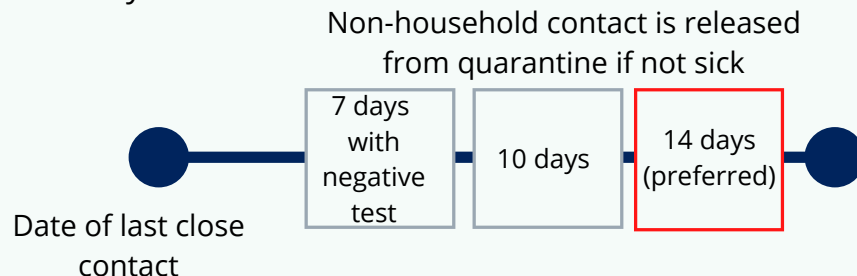 Non-household contact is released
from quarantine if not sick
7 days
with
negative
test
10 days
14 days
(preferred)
Date of last close
contact